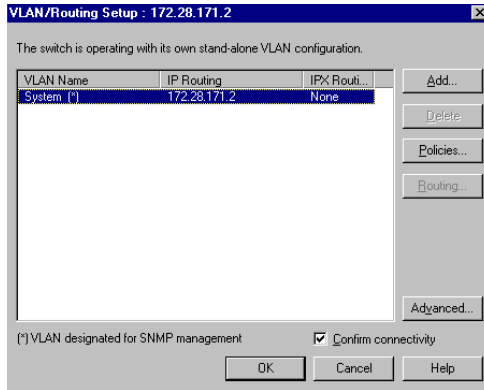 VLAN/Routing Setup : 172.28.171.2
The switch is operating with its own stand-alone VLAN configuration.
VLAN Name IP Routing IPX Routi...
System (*) 172.28.171.2 None
Add...
Delete
Policies...
Routing...
Advanced...
(*) VLAN designated for SNMP management
Confirm connectivity
OK Cancel Help